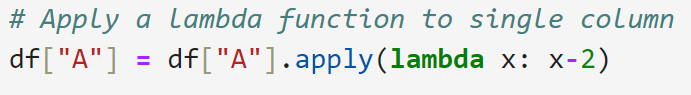 # Apply a lambda function to single column
df["A"] = df["A"].apply(lambda x: x-2)